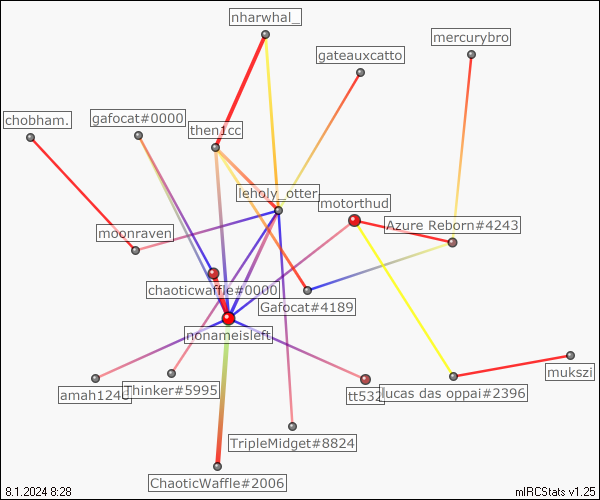 nharwhal_
mercurybro
gateauxcatto
chobham.
gafocat#0000
then1cc
leholy_otter
motorthud
Azure Reborn#4243
moonraven
chaoticwaffle#0000
Gafocat#4189
nonameisleft
mukszi
amah1240
Thinker#5995
tt532
lucas das oppai#2396
TripleMidget#8824
ChaoticWaffle#2006
8.1.2024 8:28
mIRCStats v1.25